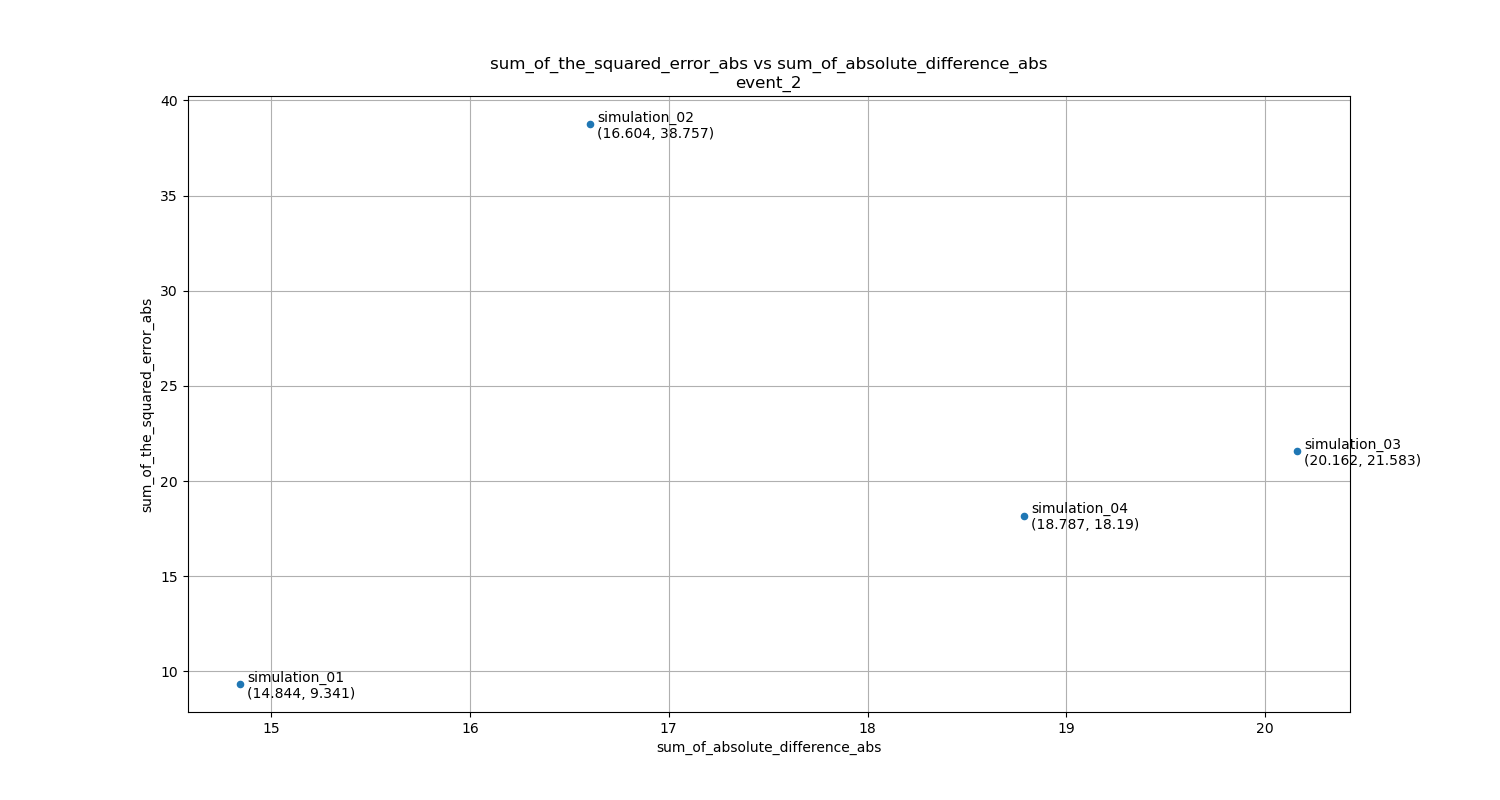 sum_of_the_squared_error_abs vs sum_of_absolute_difference_abs
event_2
sum_of_the_squared_error_abs
40
35
30
25
20
15
10
simulation_02
(16.604, 38.757)
simulation_03
(20.162, 21.583)
simulation_04
(18.787, 18.19)
simulation_01
(14.844, 9.341)
15 16 17 18 19 20
sum_of_absolute_difference_abs